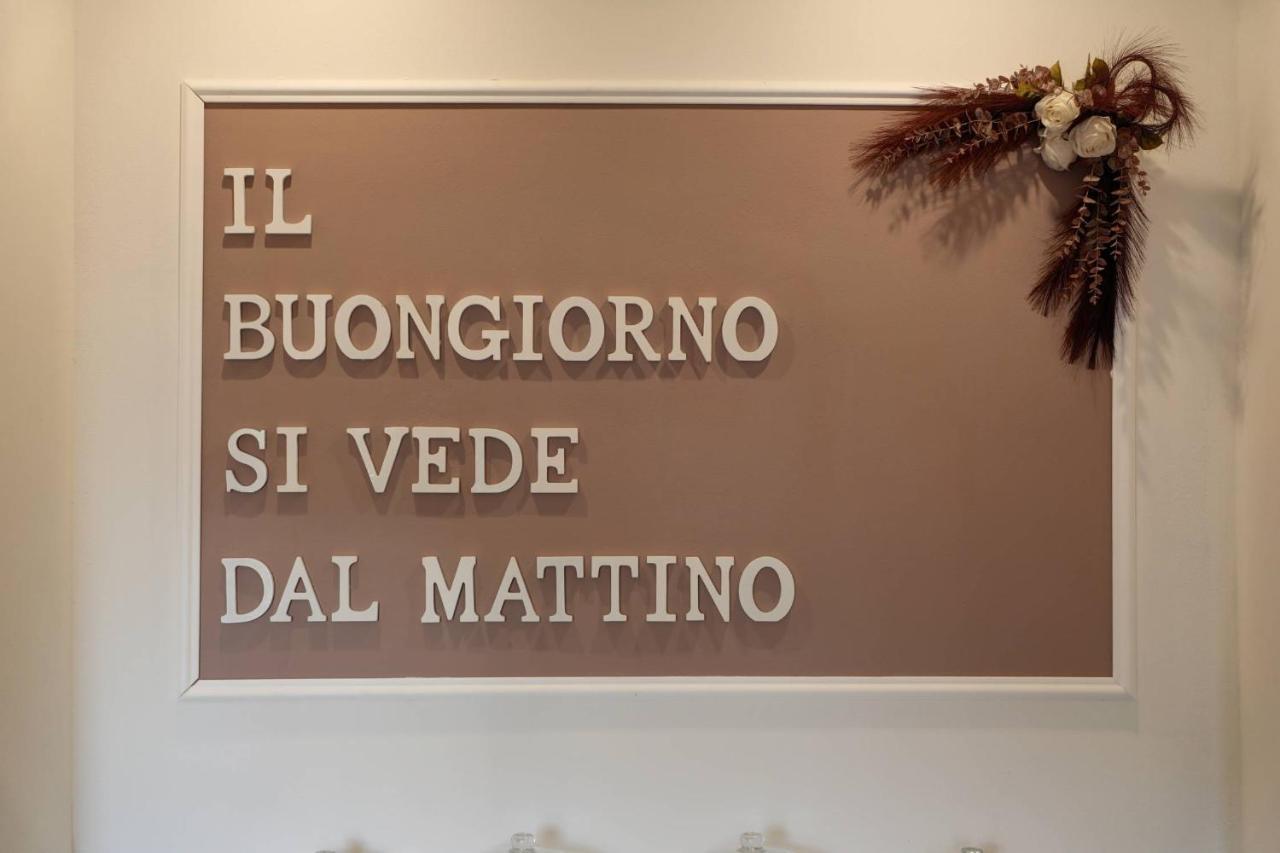 IL
BUONGIORNO
SI VEDE
DAL MATTINO